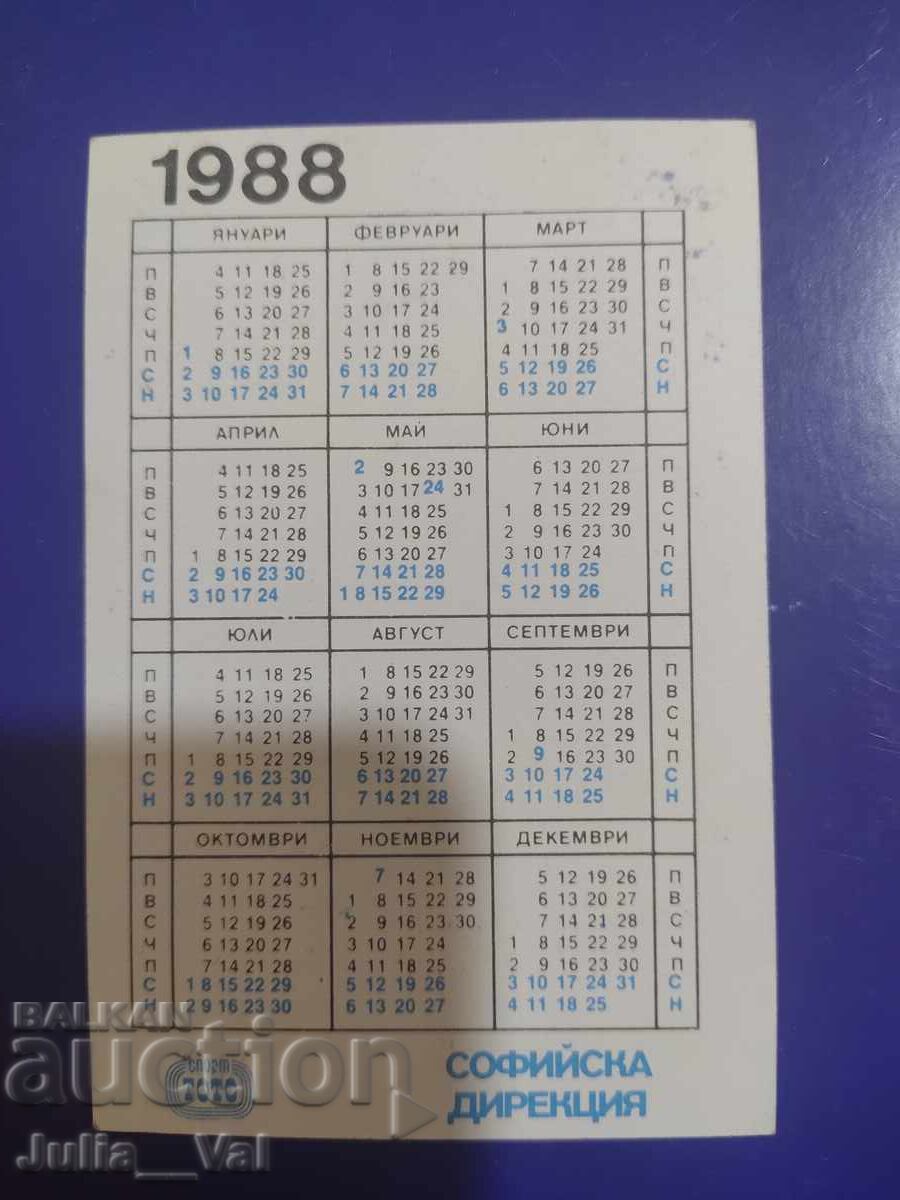 1988
ЯНУАРИ ФЕВРУАРИ МАРТ
П 4 11 18 25 1 8 15 22 29 7 14 21 28 П
В 5 12 19 26 2 9 16 23 1 8 15 22 29 В
С 6 13 20 27 3 10 17 24 2 9 16 23 30 С
Ч 7 14 21 28 4 11 18 25 3 10 17 24 31 Ч
П 1 8 15 22 29 5 12 19 26 4 11 18 25 П
С 2 9 16 23 30 6 13 20 27 5 12 19 26 С
Н 3 10 17 24 31 7 14 21 28 6 13 20 27 Н
АПРИЛ МАЙ ЮНИ
П 4 11 18 25 2 9 16 23 30 6 13 20 27 П
В 5 12 19 26 3 10 17 24 31 7 14 21 28 В
С 6 13 20 27 4 11 18 25 1 8 15 22 29 С
Ч 7 14 21 28 5 12 19 26 2 9 16 23 30 Ч
П 1 8 15 22 29 6 13 20 27 3 10 17 24 П
С 2 9 16 23 30 7 14 21 28 4 11 18 25 С
Н 3 10 17 24 1 8 15 22 29 5 12 19 26 Н
ЮЛИ АВГУСТ СЕПТЕМВРИ
П 4 11 18 25 1 8 15 22 29 5 12 19 26 П
В 5 12 19 26 2 9 16 23 30 6 13 20 27 В
С 6 13 20 27 3 10 17 24 31 7 14 21 28 С
Ч 7 14 21 28 4 11 18 25 1 8 15 22 29 Ч
П 1 8 15 22 29 5 12 19 26 2 9 16 23 30 П
С 2 9 16 23 30 6 13 20 27 3 10 17 24 С
Н 3 10 17 24 31 7 14 21 28 4 11 18 25 Н
ОКТОМВРИ НОЕМВРИ ДЕКЕМВРИ
П 3 10 17 24 31 7 14 21 28 5 12 19 26 П
В 4 11 18 25 1 8 15 22 29 6 13 20 27 В
С 5 12 19 26 2 9 16 23 30 7 14 21 28 С
Ч 6 13 20 27 3 10 17 24 1 8 15 22 29 Ч
П 7 14 21 28 4 11 18 25 2 9 16 23 30 П
С 1 8 15 22 29 5 12 19 26 3 10 17 24 31 С
Н 2 9 16 23 30 6 13 20 27 4 11 18 25 Н
BALKAN
auction
спорт
ТОТО
СОФИЙСКА
ДИРЕКЦИЯ
Julia__Val